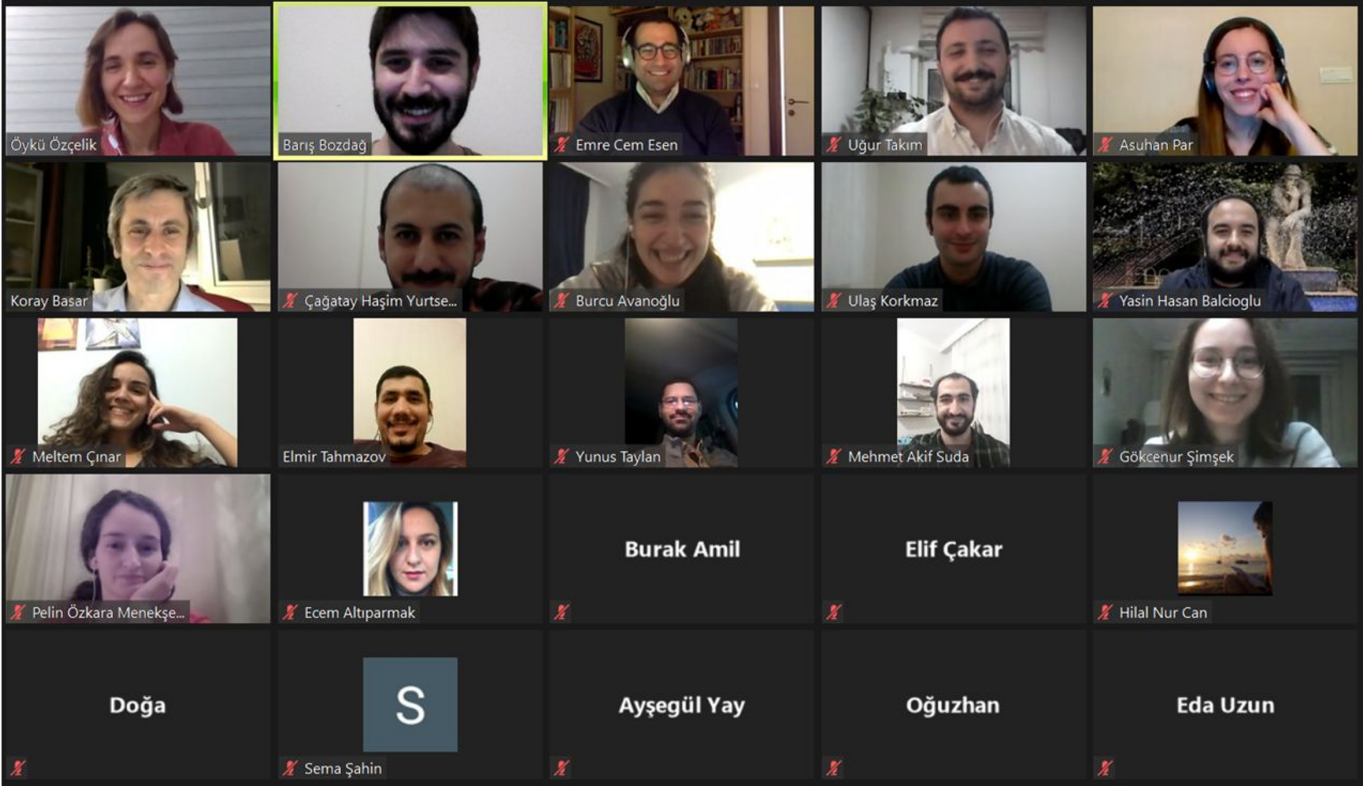 Öykü Özçelik
Barış Bozdağ
Emre Cem Esen
Uğur Takım
Asuhan Par
Koray Basar
Çağatay Haşim Yurtse...
Burcu Avanoğlu
Ulaş Korkmaz
Yasin Hasan Balcioglu
Meltem Çınar
Elmir Tahmazov
Yunus Taylan
Mehmet Akif Suda
Gökcenur Şimşek
Pelin Özkara Menekşe...
Ecem Altıparmak
Burak Amil
Elif Çakar
Hilal Nur Can
Doğa
S
Sema Şahin
Ayşegül Yay
Oğuzhan
Eda Uzun